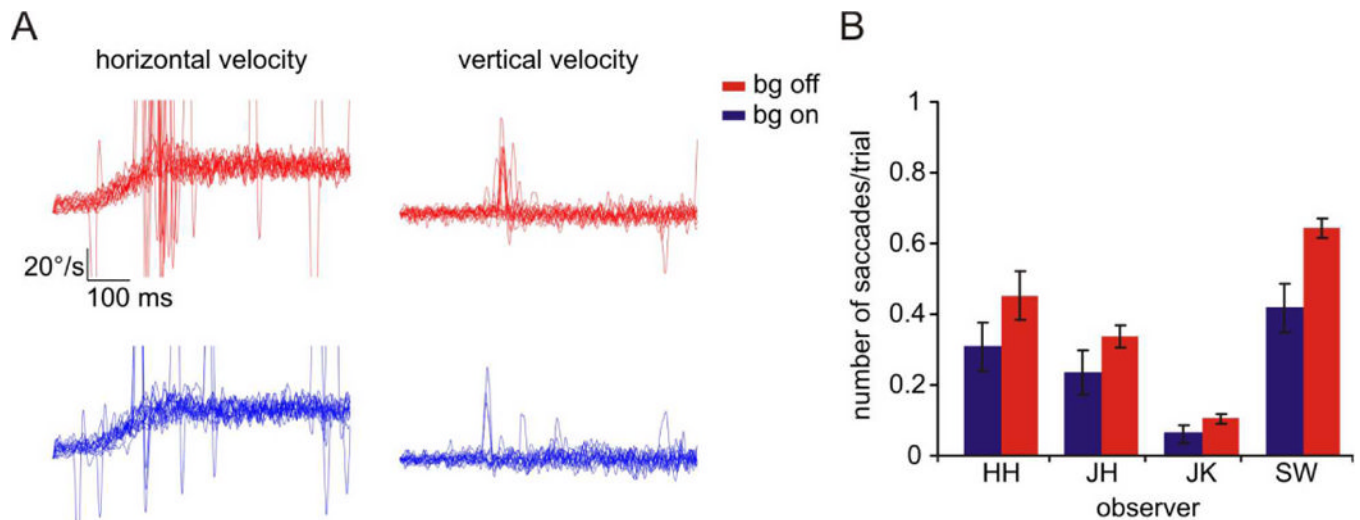 A
horizontal velocity
vertical velocity
20°/s
100 ms
bg off
bg on
B
number of saccades/trial
1
0.8
0.6
0.4
0.2
0
HH JH JK SW
observer